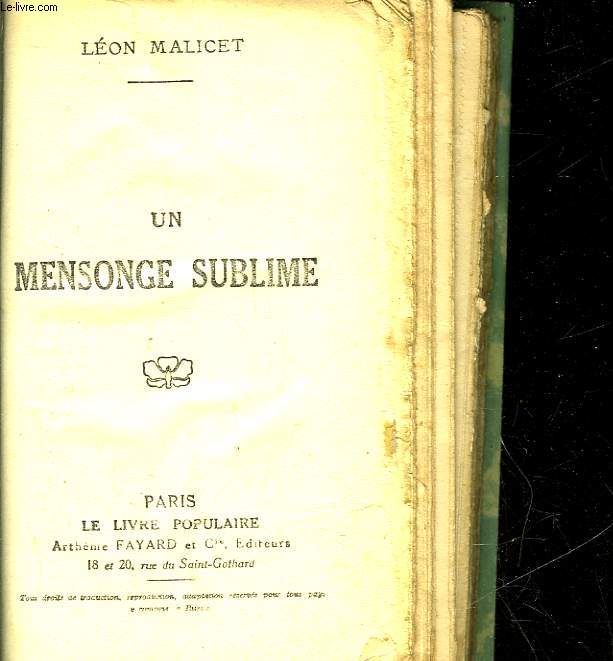 Le-livre.com
LÉON MALICET
UN
MENSONGE SUBLIME
PARIS
LE LIVRE POPULAIRE
Arthème FAYARD et Cie, Editeurs
18 et 20, rue du Saint-Gothard
Tous droits de traduction, reproduction, adaptation réservés pour tous pays